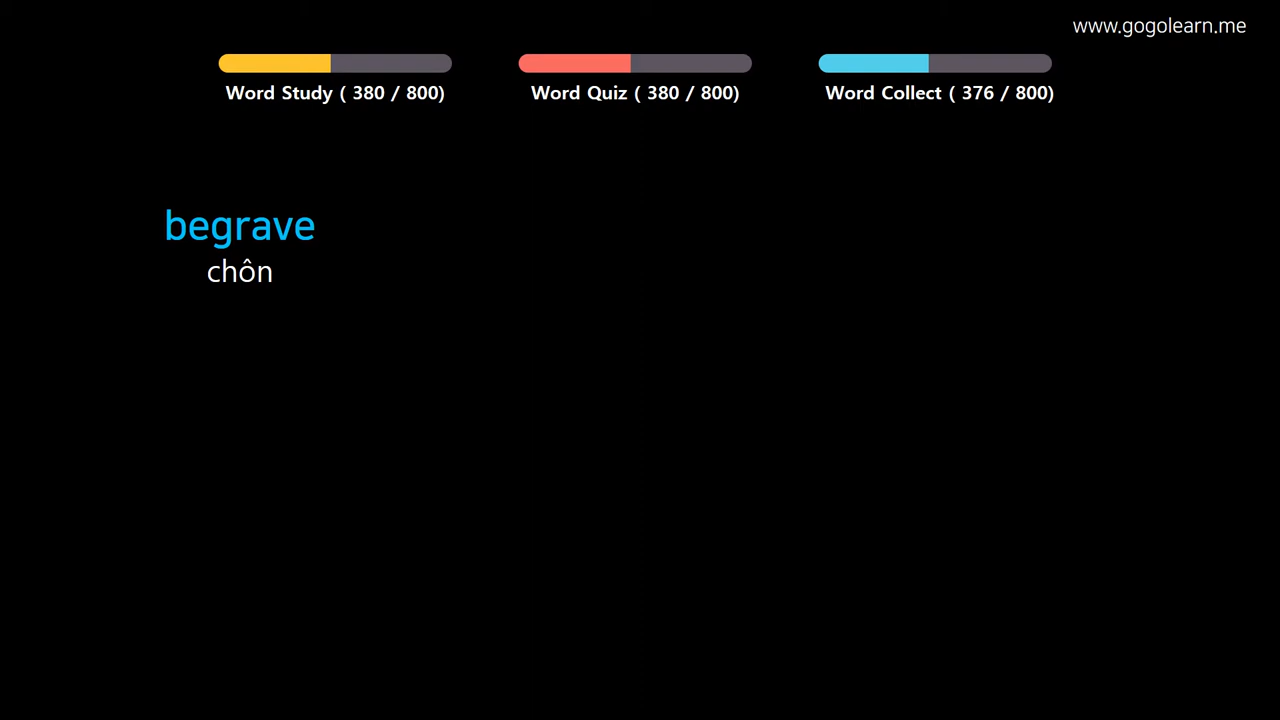 www.gogolearn.me
Word Study ( 380 / 800)
Word Quiz ( 380 / 800)
Word Collect ( 376 / 800)
begrave
chôn